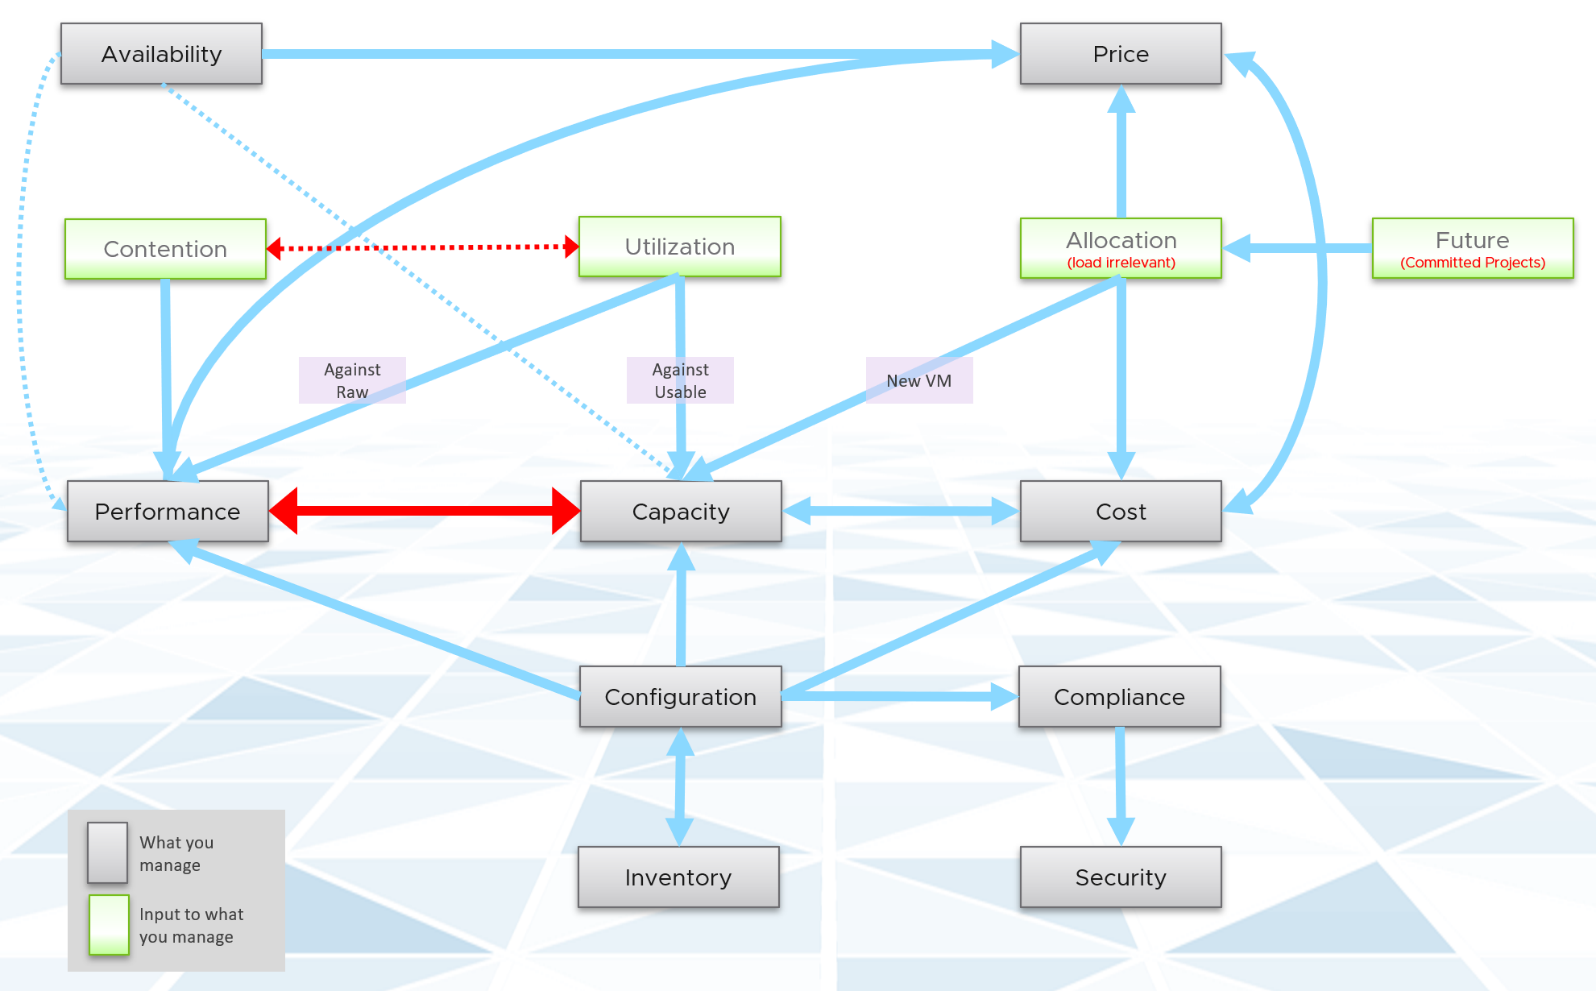 Availability
Price
Contention
Utilization
Allocation
(load irrelevant)
Future
(Committed Projects)
Against
Raw
Against
Usable
New VM
Performance
Capacity
Cost
Configuration
Compliance
Inventory
Security
What you
manage
Input to what
you manage